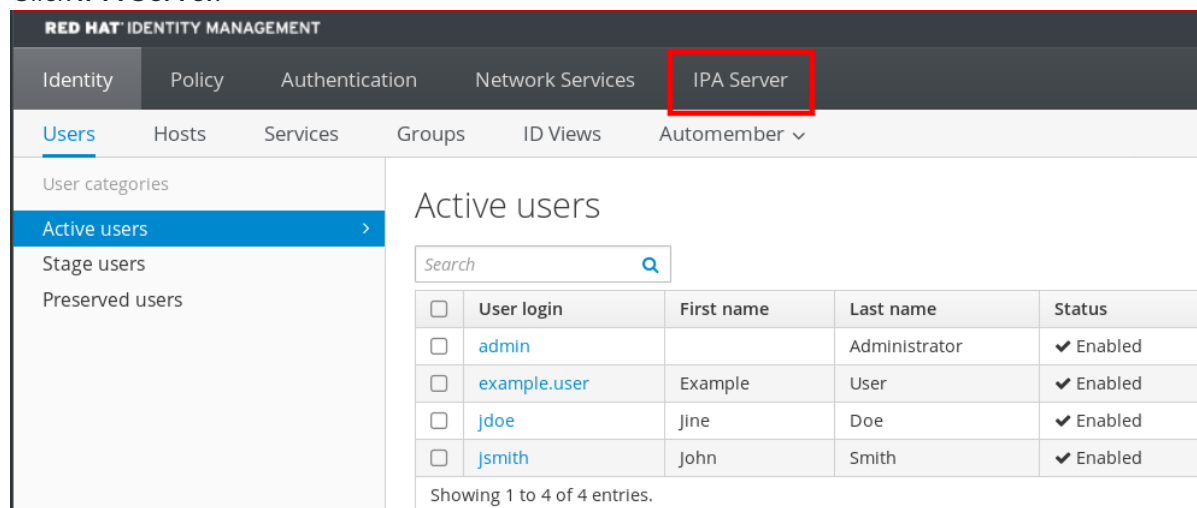 RED HAT® IDENTITY MANAGEMENT
Identity Policy Authentication Network Services IPA Server
Users Hosts Services Groups ID Views Automember
User categories
Active users
Stage users
Preserved users
Active users
Search
User login First name Last name Status
admin Administrator Enabled
example.user Example User Enabled
jdoe Jine Doe Enabled
jsmith John Smith Enabled
Showing 1 to 4 of 4 entries.